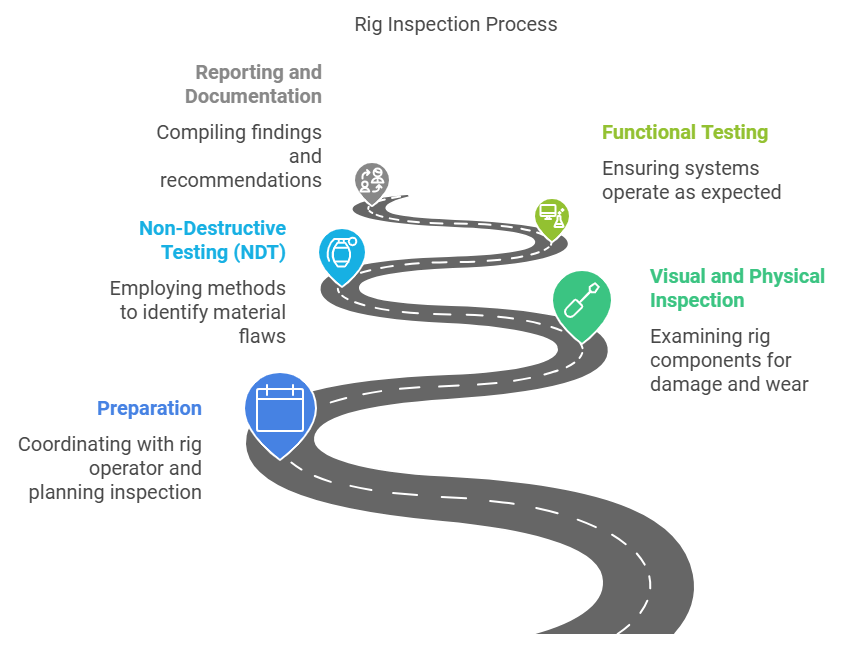 Rig Inspection Process
Reporting and
Documentation
Compiling findings
and
recommendations
Functional Testing
Ensuring systems
operate as expected
Non-Destructive
Testing (NDT)
Employing methods
to identify material
flaws
Visual and Physical
Inspection
Examining rig
components for
damage and wear
Preparation
Coordinating with rig
operator and
planning inspection